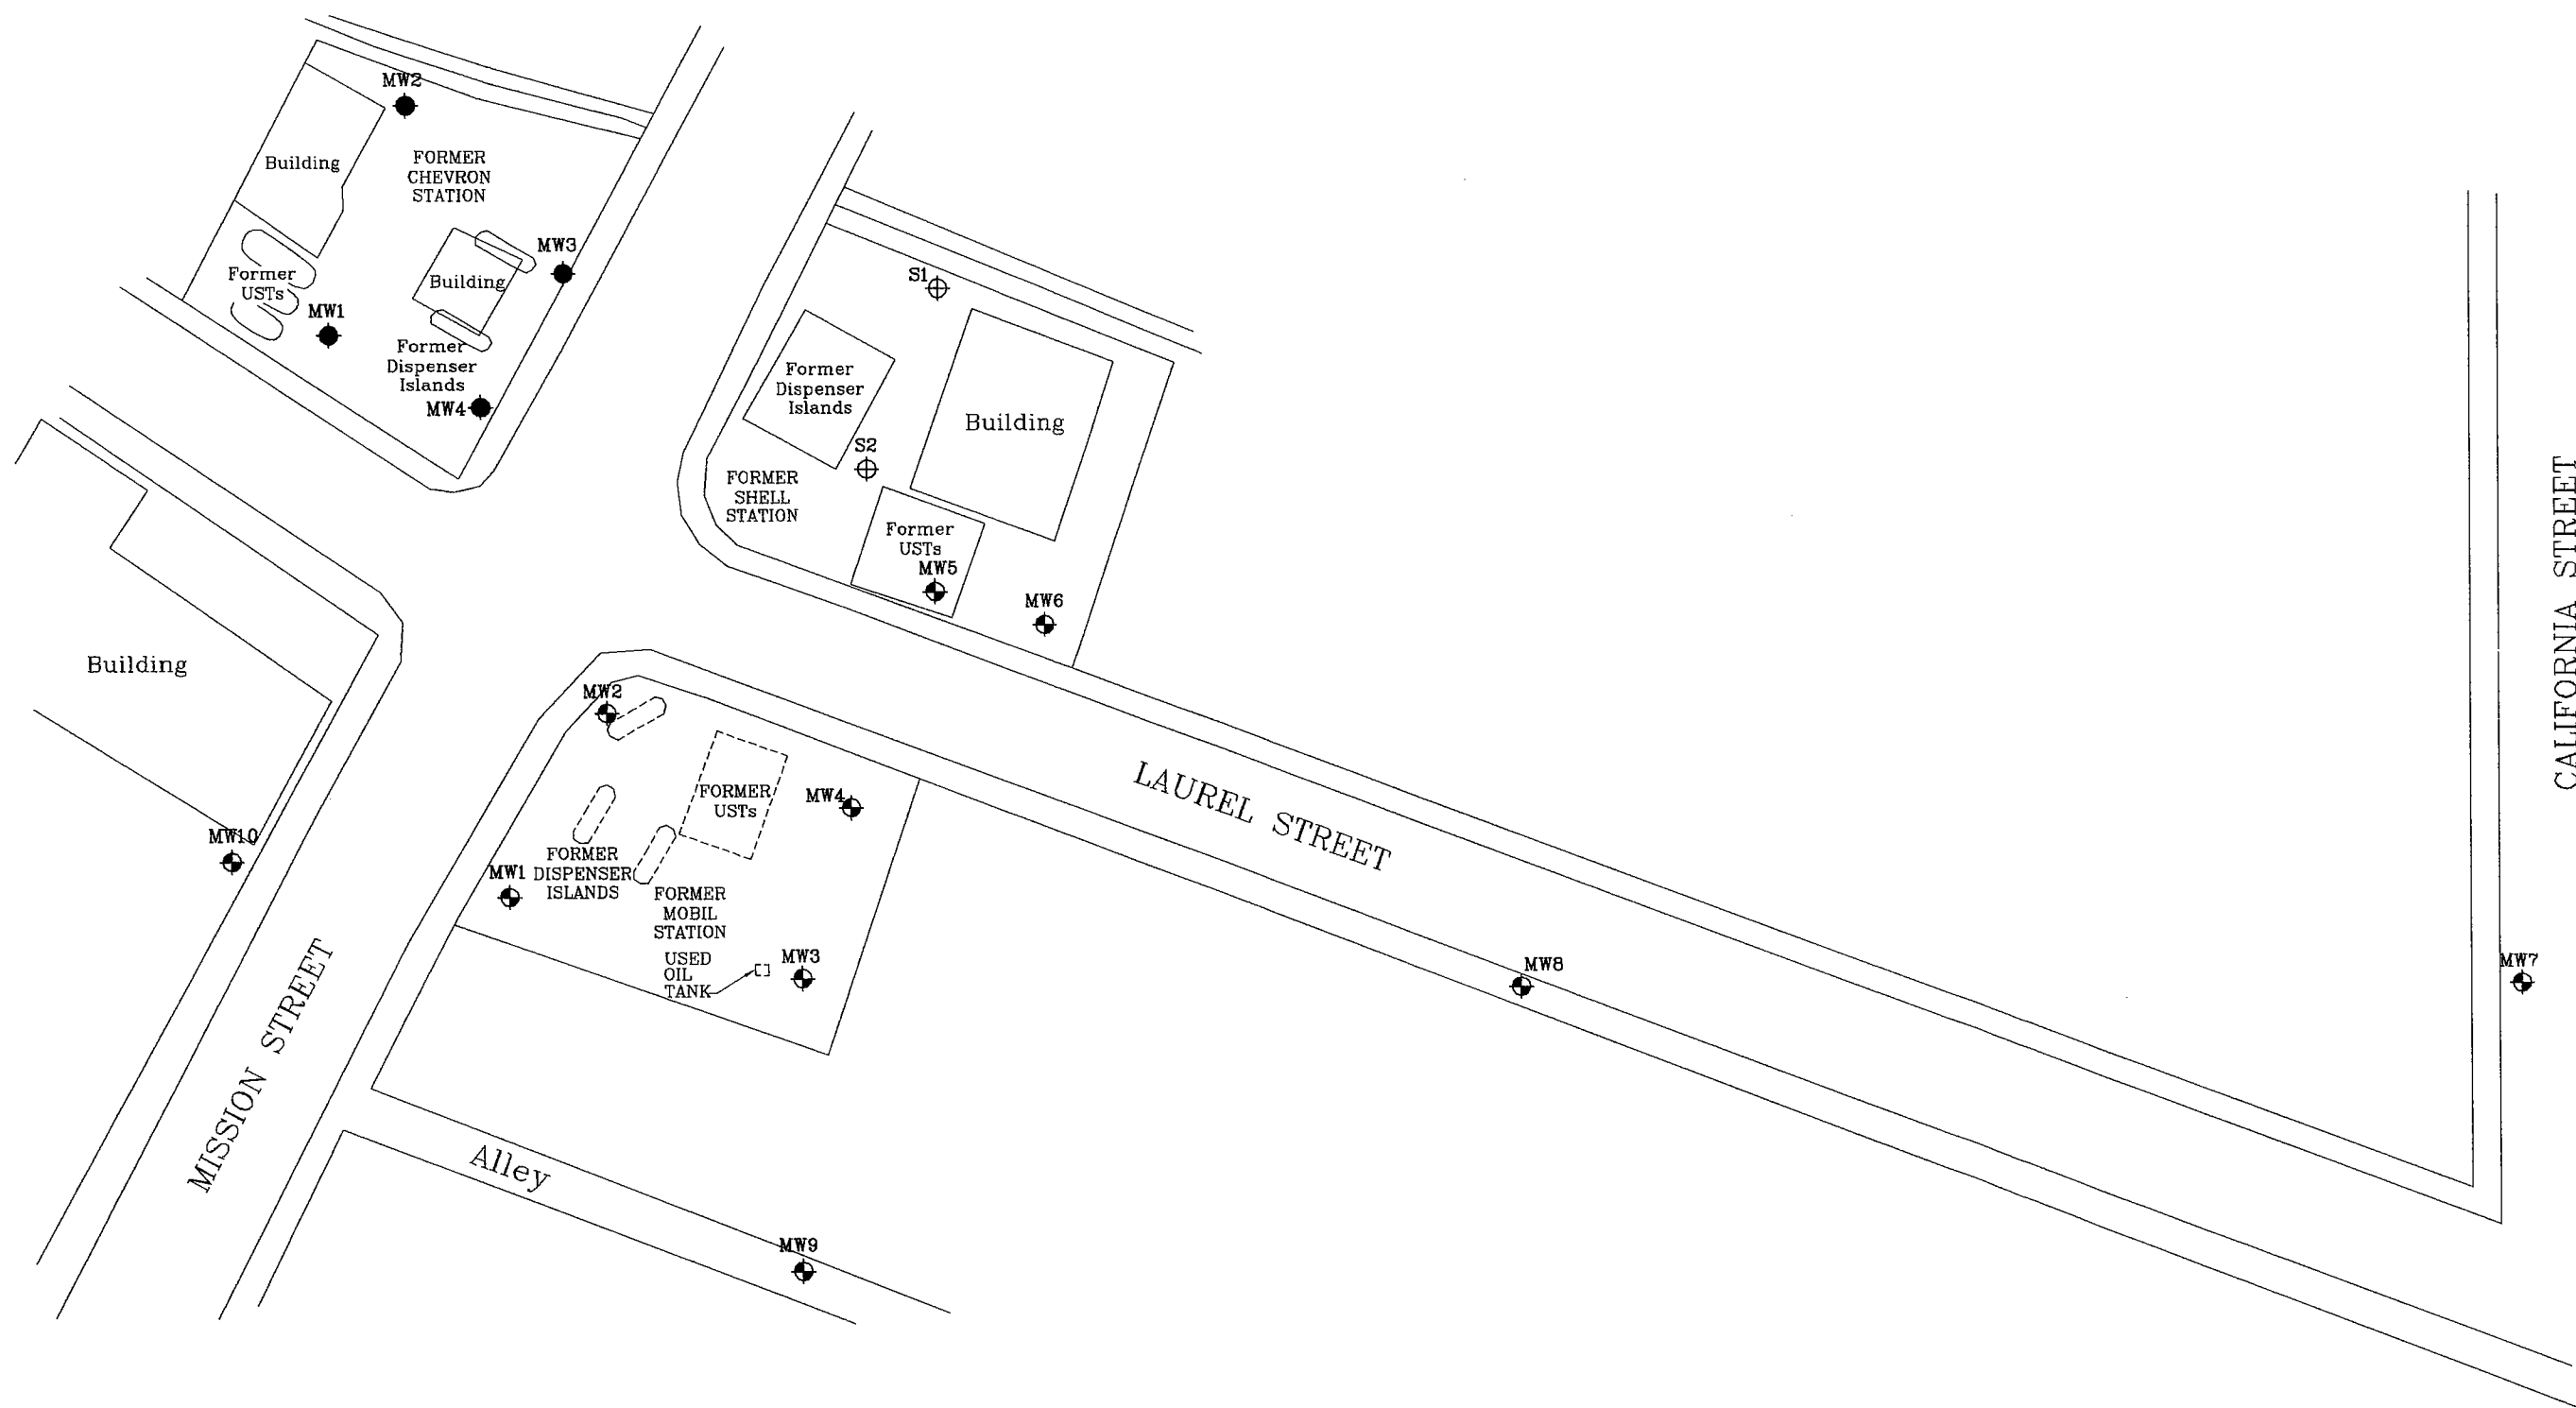 MW2
Building
FORMER
CHEVRON
STATION
MW3
Former
USTs
Building
MW1
Former
Dispenser
Islands
MW4
S1
Former
Dispenser
Islands
Building
S2
FORMER
SHELL
STATION
Former
USTs
MW5
MW6
CALIFORNIA STREET
Building
MW2
FORMER
USTs
MW4
LAUREL STREET
MW10
FORMER
DISPENSER
ISLANDS
MW1
FORMER
MOBIL
STATION
USED
OIL
TANK
MW3
MW8
MW7
MISSION STREET
Alley
MW9